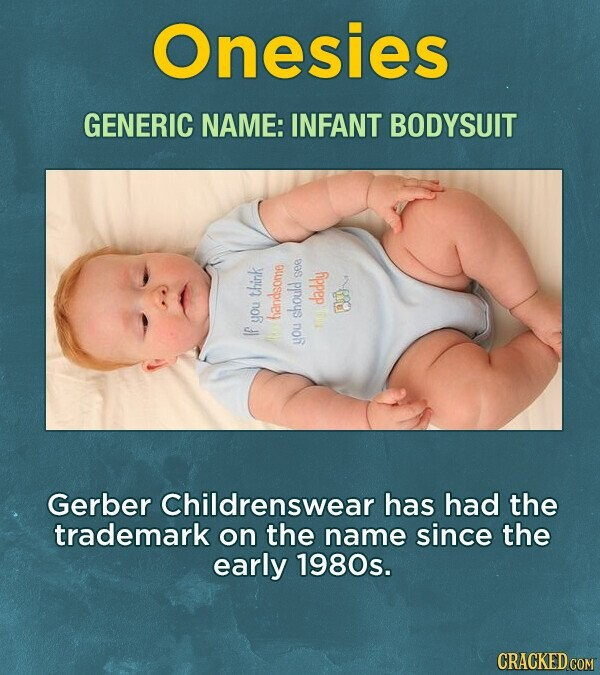 Onesies
GENERIC NAME: INFANT BODYSUIT
If you think
handsome
you should see
daddy
Gerber Childrenswear has had the
trademark on the name since the
early 1980s.
CRACKED.COM